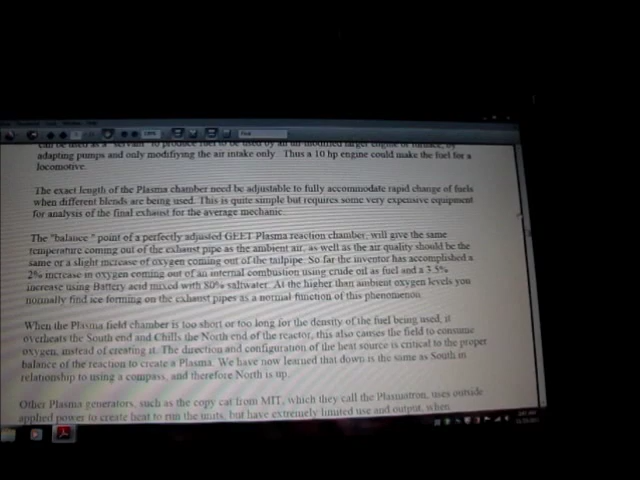 can be used as a "servant" to produce fuel to be used by an un-modified larger engine or furnace, by
adapting pumps and only modifiying the air intake only. Thus a 10 hp engine could make the fuel for a
locomotive.
The exact length of the Plasma chamber need be adjustable to fully accommodate rapid change of fuels
when different blends are being used. This is quite simple but requires some very expensive equipment
for analysis of the final exhaust for the average mechanic.
The "balance " point of a perfectly adjusted GEET Plasma reaction chamber, will give the same
temperature coming out of the exhaust pipe as the ambient air, as well as the air quality should be the
same or a slight increase of oxygen coming out of the tailpipe. So far the inventor has accomplished a
2% increase in oxygen coming out of an internal combustion using crude oil as fuel and a 3.5%
increase using Battery acid mixed with 80% saltwater. At the higher than ambient oxygen levels you
normally find ice forming on the exhaust pipes as a normal function of this phenomenon.
When the Plasma field chamber is too short or too long for the density of the fuel being used, it
overheats the South end and Chills the North end of the reactor, this also causes the field to consume
oxygen, instead of creating it. The direction and configuration of the heat source is critical to the proper
balance of the reaction to create a Plasma. We have now learned that down is the same as South in
relationship to using a compass, and therefore North is up.
Other Plasma generators, such as the copy cat from MIT, which they call the Plasmatron, uses outside
applied power to create heat to run the units, but have extremely limited use and output, when